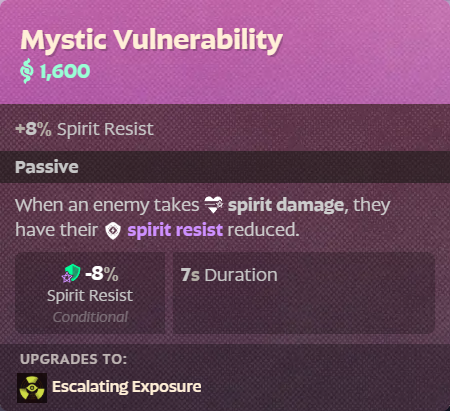 Mystic Vulnerability
1,600
+8% Spirit Resist
Passive
When an enemy takes spirit damage, they
have their spirit resist reduced.
-8%
Spirit Resist
Conditional
7s Duration
UPGRADES TO:
Escalating Exposure